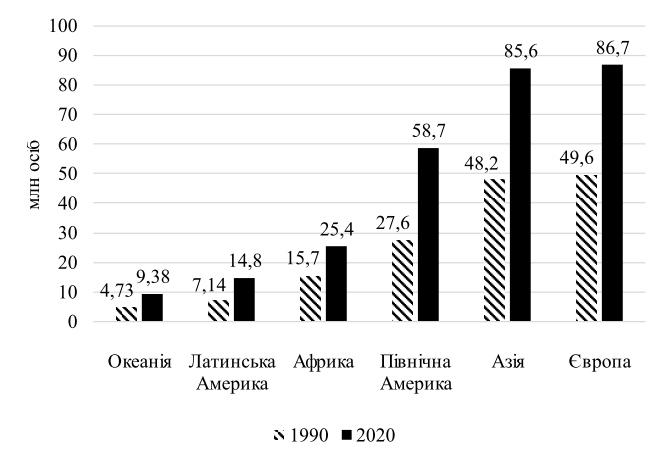 млн осіб
100
90
80
70
60
50
40
30
20
10
0
4,73
9,38
7,14
14,8
15,7
25,4
27,6
58,7
48,2
85,6
49,6
86,7
Океанія
Латинська
Америка
Африка
Північна
Америка
Азія
Європа
1990
2020